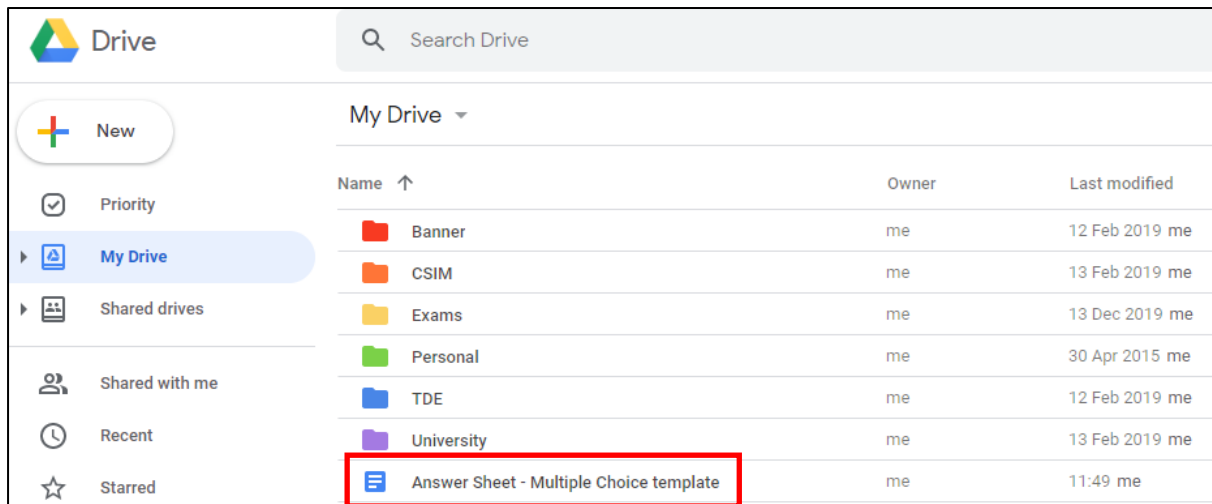 Drive
Search Drive
New
My Drive
Name
Owner
Last modified
Priority
My Drive
Shared drives
Shared with me
Recent
Starred
Banner me 12 Feb 2019 me
CSIM me 13 Feb 2019 me
Exams me 13 Dec 2019 me
Personal me 30 Apr 2015 me
TDE me 12 Feb 2019 me
University me 13 Feb 2019 me
Answer Sheet - Multiple Choice template me 11:49 me